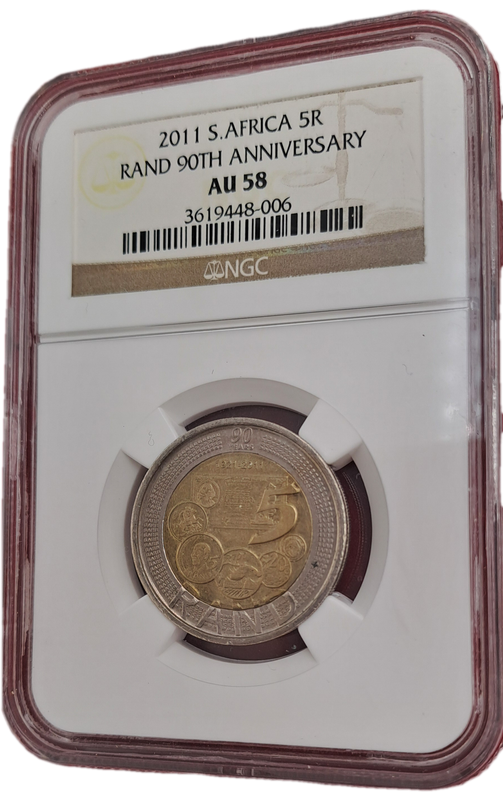 2011 S.AFRICA 5R
RAND 90TH ANNIVERSARY
AU 58
3619448-006
NGC
90
5
RAND